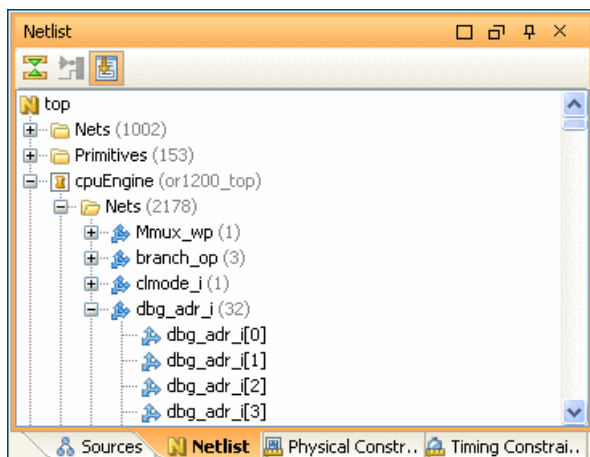 Netlist
top
Nets (1002)
Primitives (153)
cpuEngine (or1200_top)
Nets (2178)
Mmux_wp (1)
branch_op (3)
clmode_i (1)
dbg_adr_i (32)
dbg_adr_i[0]
dbg_adr_i[1]
dbg_adr_i[2]
dbg_adr_i[3]
Sources Netlist Physical Constr.. Timing Constrai..